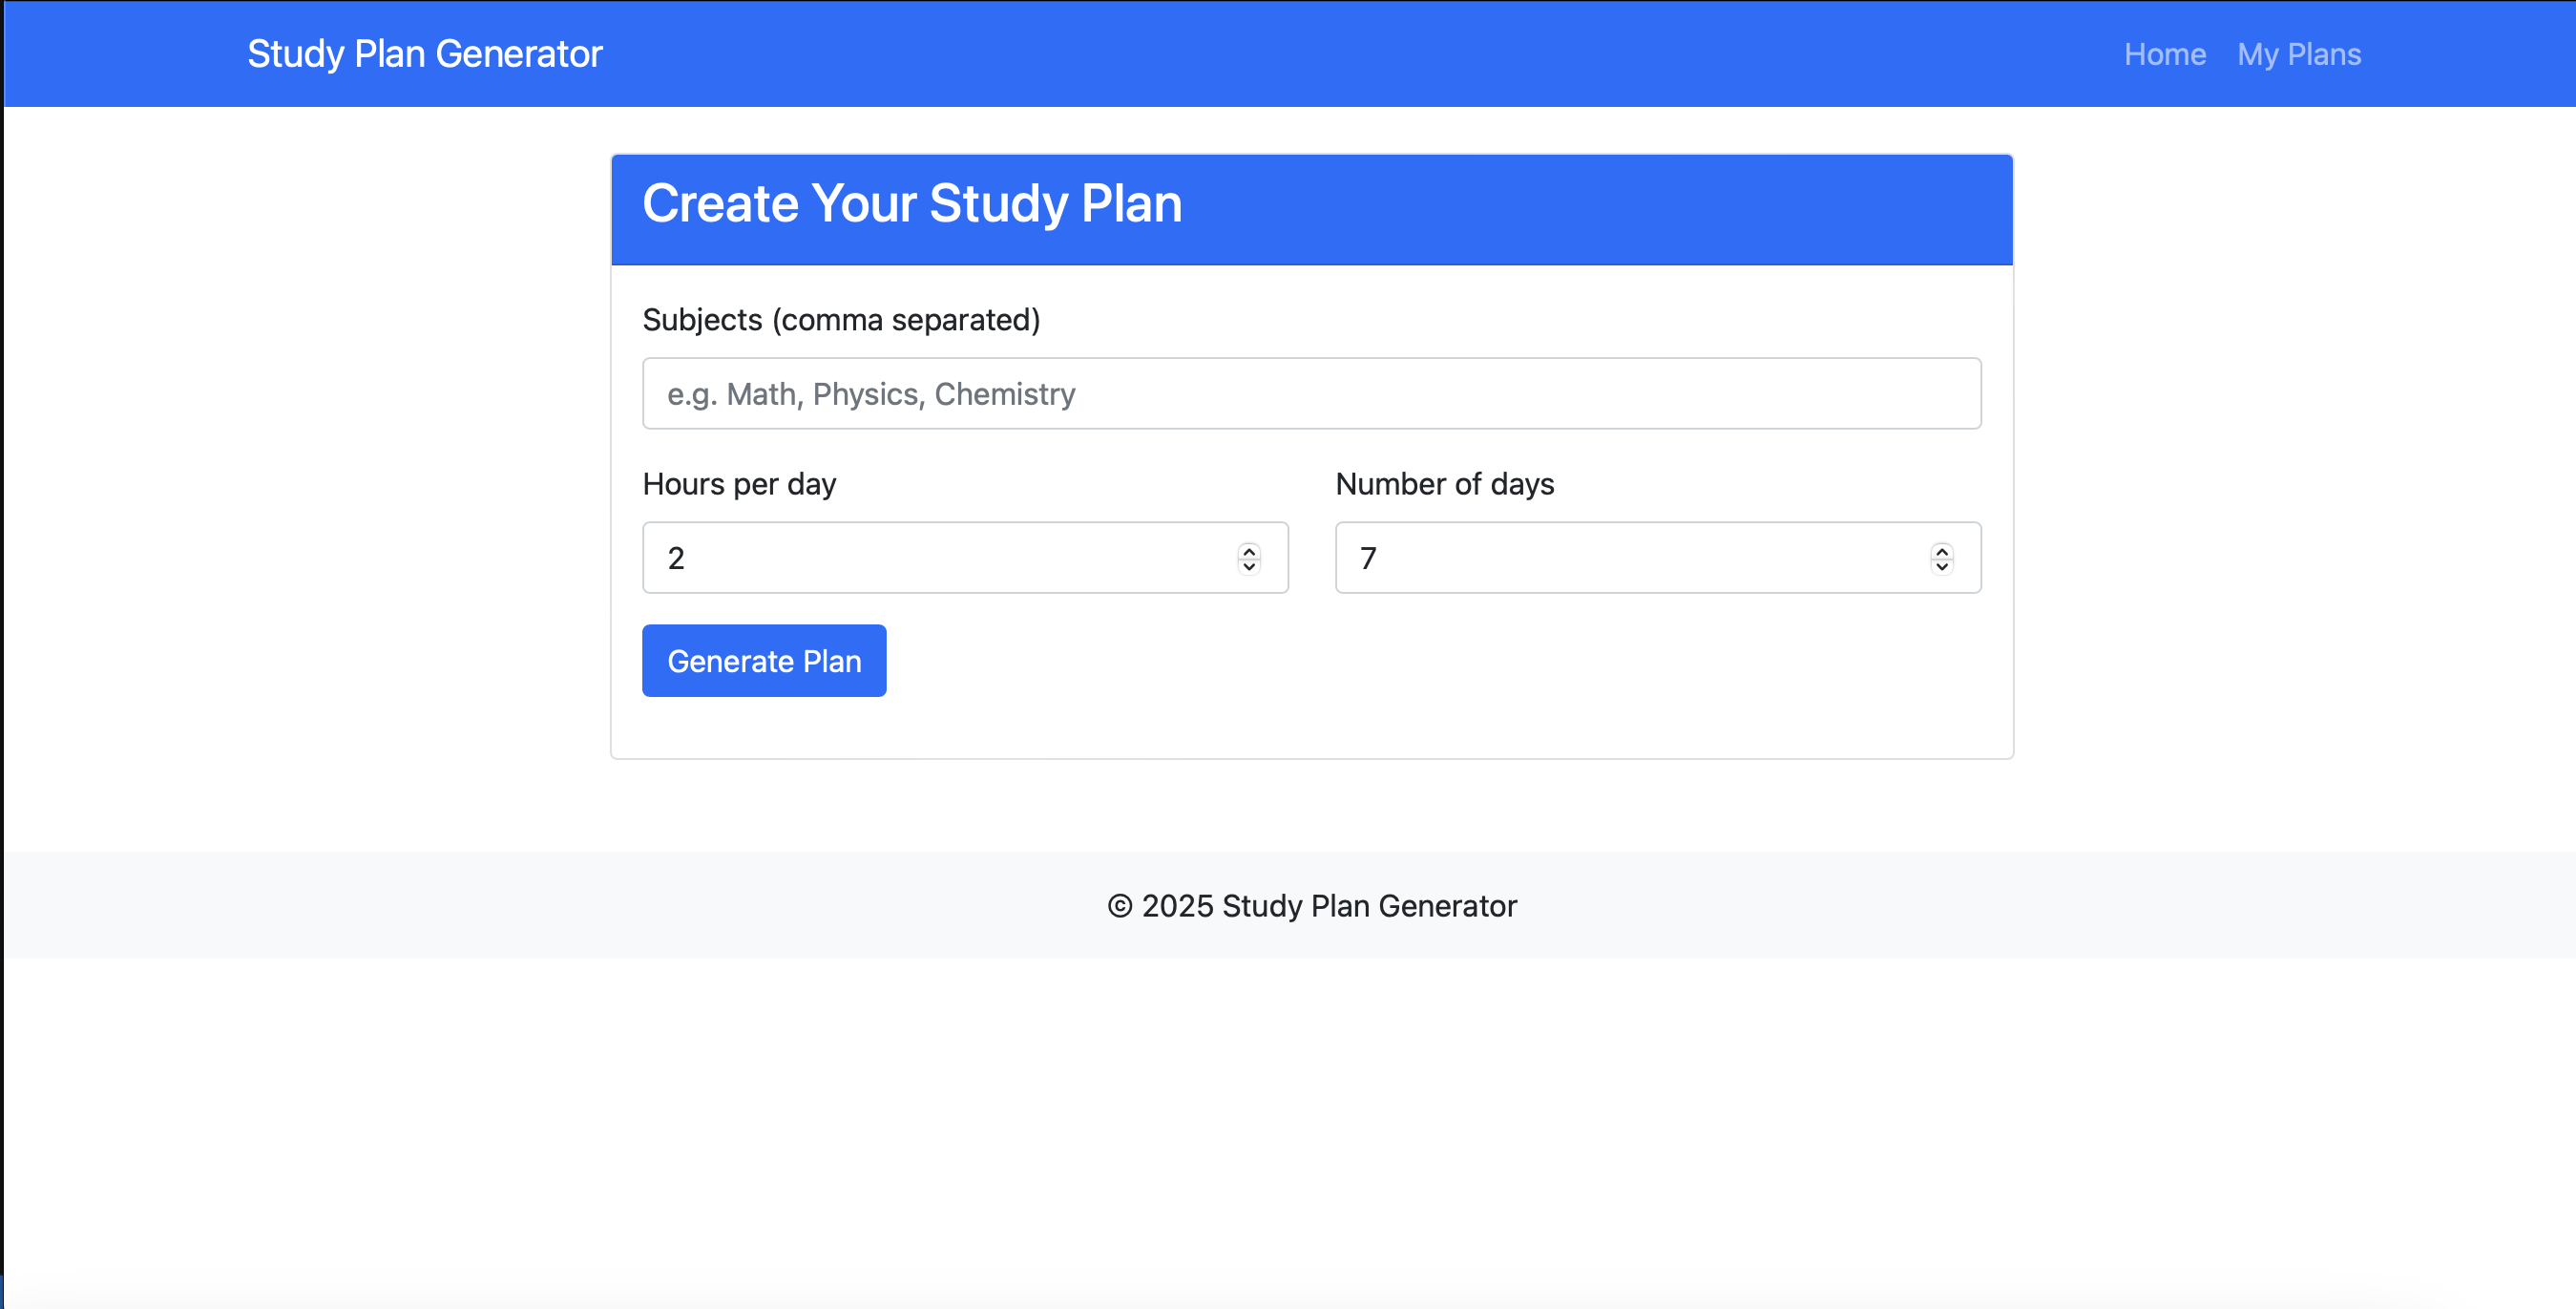 Study Plan Generator
Home My Plans
Create Your Study Plan
Subjects (comma separated)
e.g. Math, Physics, Chemistry
Hours per day Number of days
2 7
Generate Plan
© 2025 Study Plan Generator